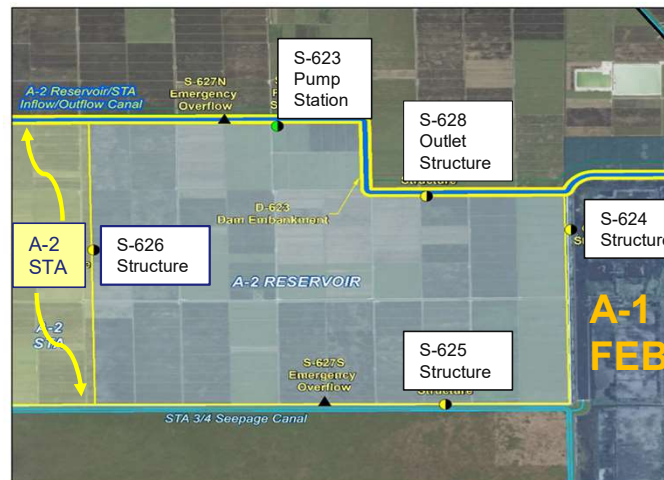 S-623
Pump
Station
S-627N
Emergency
Overflow
A-2 Reservoir/STA
Inflow/Outflow Canal
S-628
Outlet
Structure
Structure
D-623
Dam Embankment
S-624
Structure
A-2
STA
S-626
Structure
A-2 RESERVOIR
A-1
FEB
A-2
STA
S-627S
Emergency
Overflow
S-625
Structure
Structure
STA 3/4 Seepage Canal